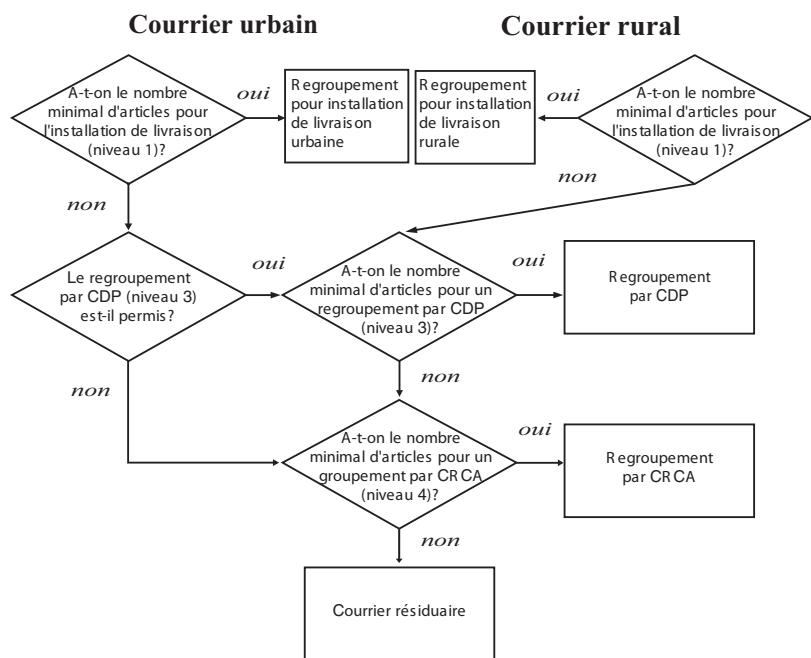 Courrier urbain
Courrier rural
A-t-on le nombre
minimal d'articles pour
l'installation de livraison
(niveau 1)?
oui
Regroupement
pour installation
de livraison
urbaine
Regroupement
pour installation
de livraison
rurale
oui
A-t-on le nombre
minimal d'articles pour
l'installation de livraison
(niveau 1)?
non
non
Le regroupement
par CDP (niveau 3)
est-il permis?
oui
A-t-on le nombre
minimal d'articles pour un
regroupement par CDP
(niveau 3)?
oui
Regroupement
par CDP
non
non
A-t-on le nombre
minimal d'articles pour un
groupement par CRCA
(niveau 4)?
oui
Regroupement
par CRCA
non
Courrier résiduaire